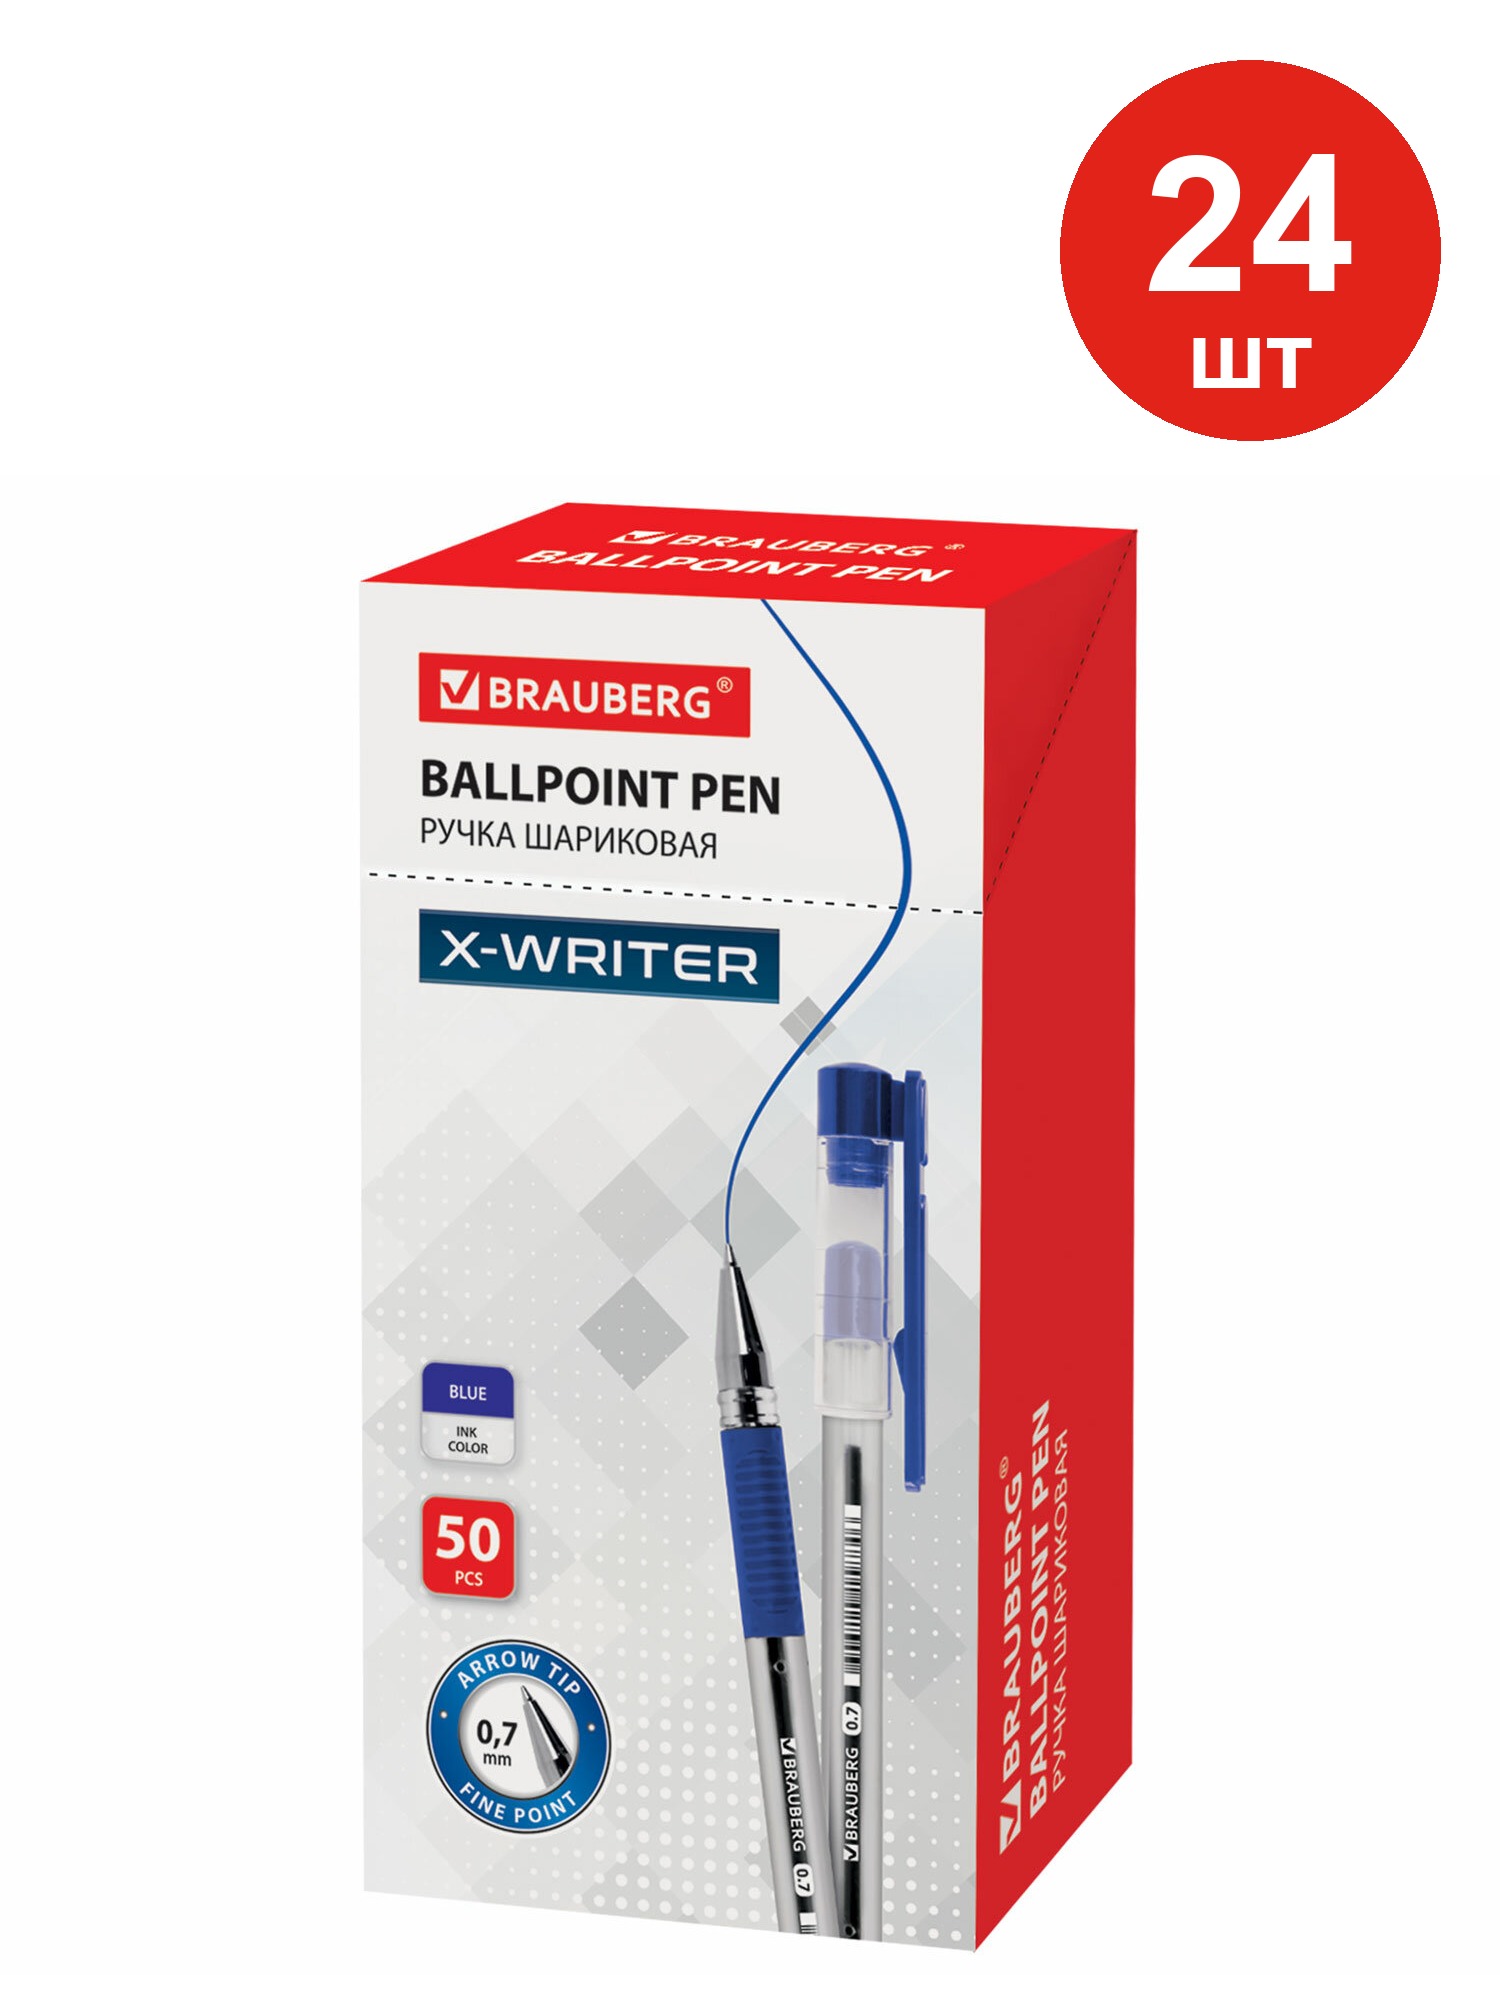 24
шт
BRAUBERG ®
BALLPOINT PEN
BRAUBERG®
BALLPOINT PEN
РУЧКА ШАРИКОВАЯ
X-WRITER
BLUE
INK
COLOR
50
PCS
ARROW TIP
0,7
mm
FINE POINT
BRAUBERG 0.7
BRAUBERG 0.7
BRAUBERG®
BALLPOINT PEN
РУЧКА ШАРИКОВАЯ